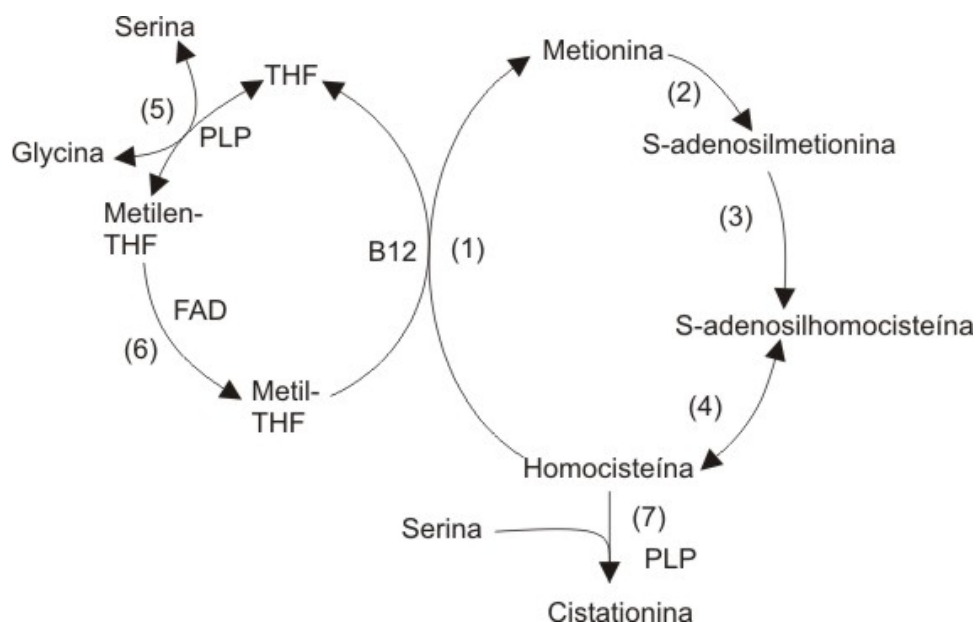 Serina
THF
Metionina
(2)
(5)
PLP
Glycina
S-adenosilmetionina
Metilen-
THF
(3)
B12
(1)
FAD
(6)
S-adenosilhomocisteína
Metil-
THF
(4)
Homocisteína
Serina
(7)
PLP
Cistationina